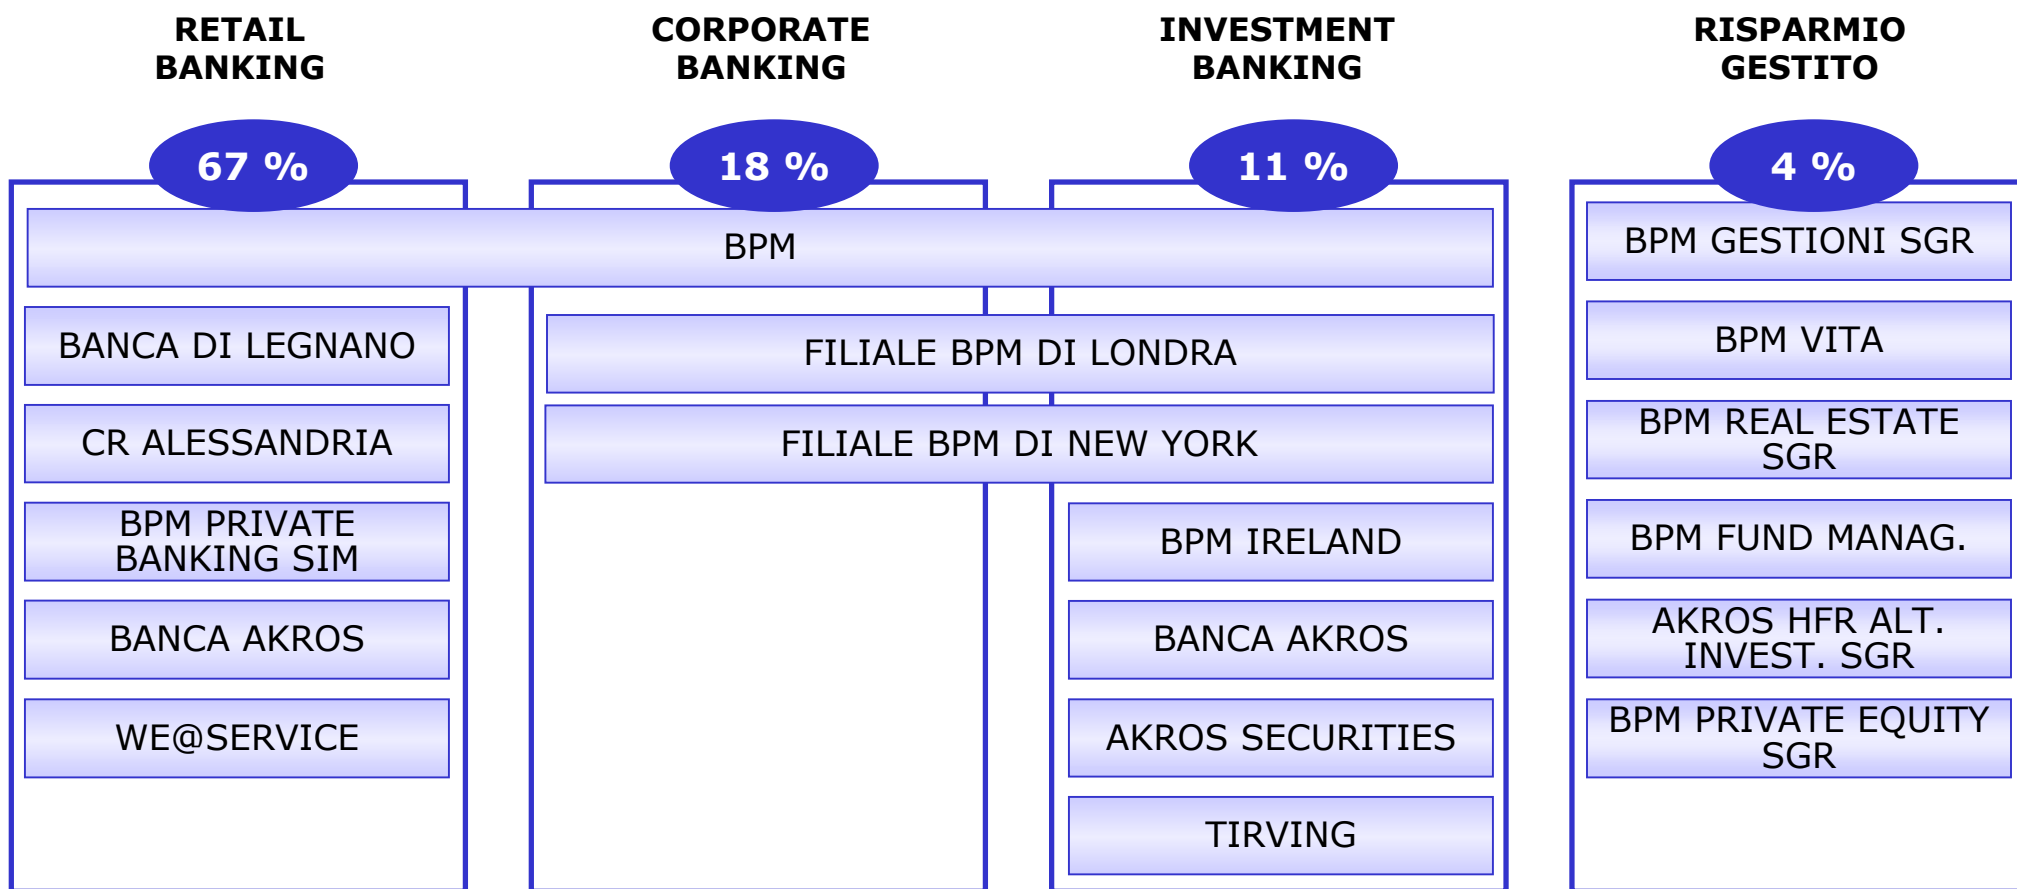 RETAIL
BANKING
CORPORATE
BANKING
INVESTMENT
BANKING
RISPARMIO
GESTITO
67 %
18 %
11 %
4 %
BPM
BANCA DI LEGNANO
CR ALESSANDRIA
BPM PRIVATE
BANKING SIM
BANCA AKROS
WE@SERVICE
FILIALE BPM DI LONDRA
FILIALE BPM DI NEW YORK
BPM IRELAND
BANCA AKROS
AKROS SECURITIES
TIRVING
BPM GESTIONI SGR
BPM VITA
BPM REAL ESTATE
SGR
BPM FUND MANAG.
AKROS HFR ALT.
INVEST. SGR
BPM PRIVATE EQUITY
SGR